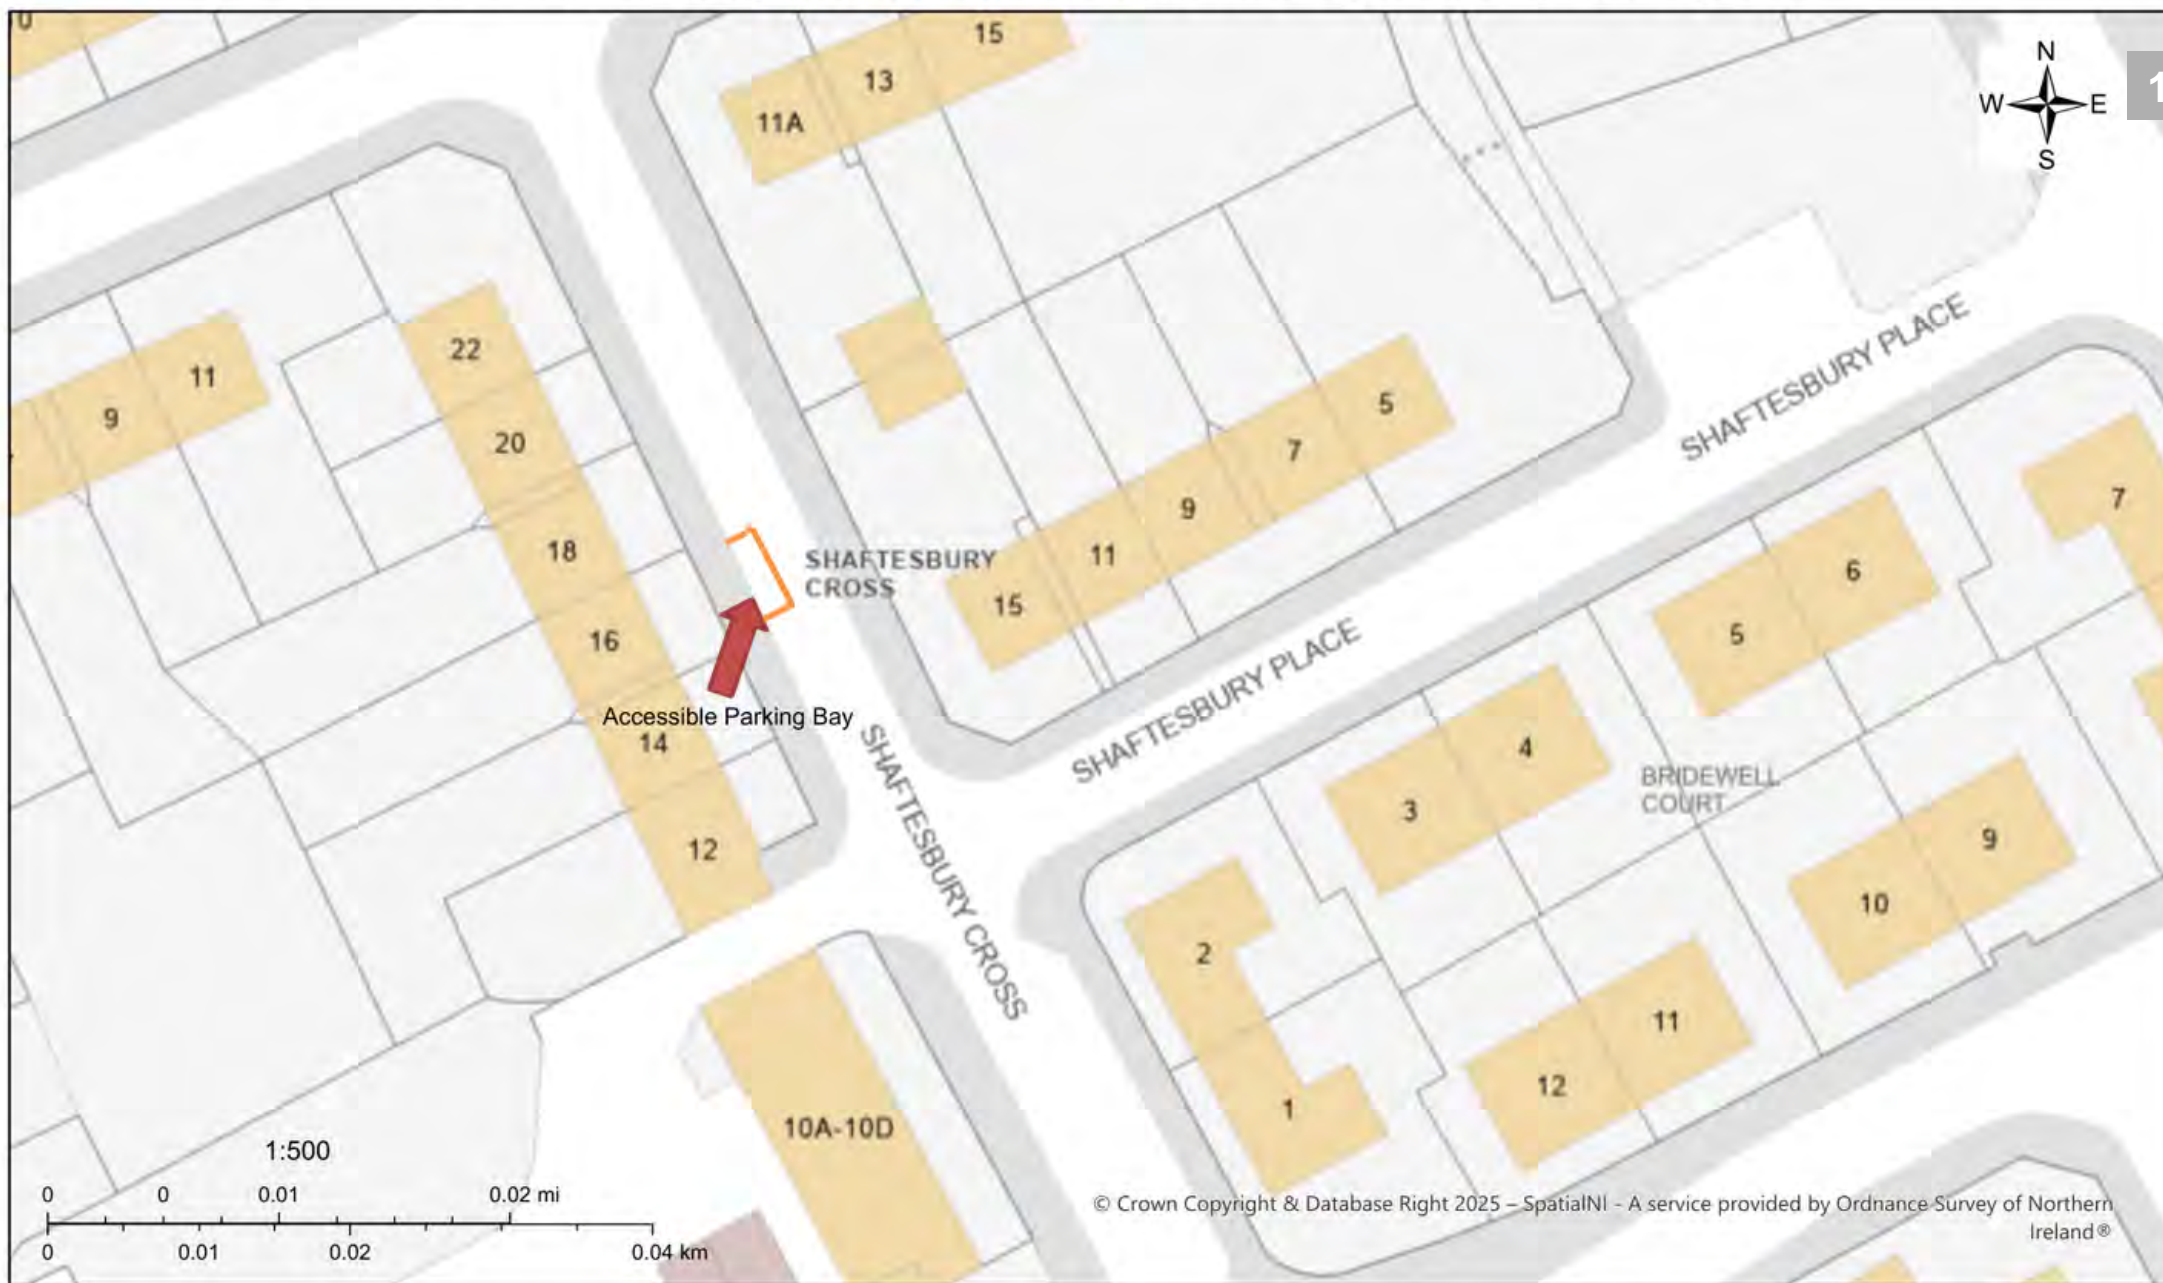 0
15
N
13
1
W E
11A
S
22
11
9
20
5
7
SHAFTESBURY PLACE
7
9
18
11
SHAFTESBURY
CROSS
15
6
5
16
SHAFTESBURY PLACE
Accessible Parking Bay
14
4
3
BRIDEWELL
COURT
12
SHAFTESBURY CROSS
9
10
2
11
12
1
10A-10D
1:500
0 0 0.01 0.02 mi
0 0.01 0.02 0.04 km
© Crown Copyright & Database Right 2025 – SpatialNI - A service provided by Ordnance Survey of Northern
Ireland®